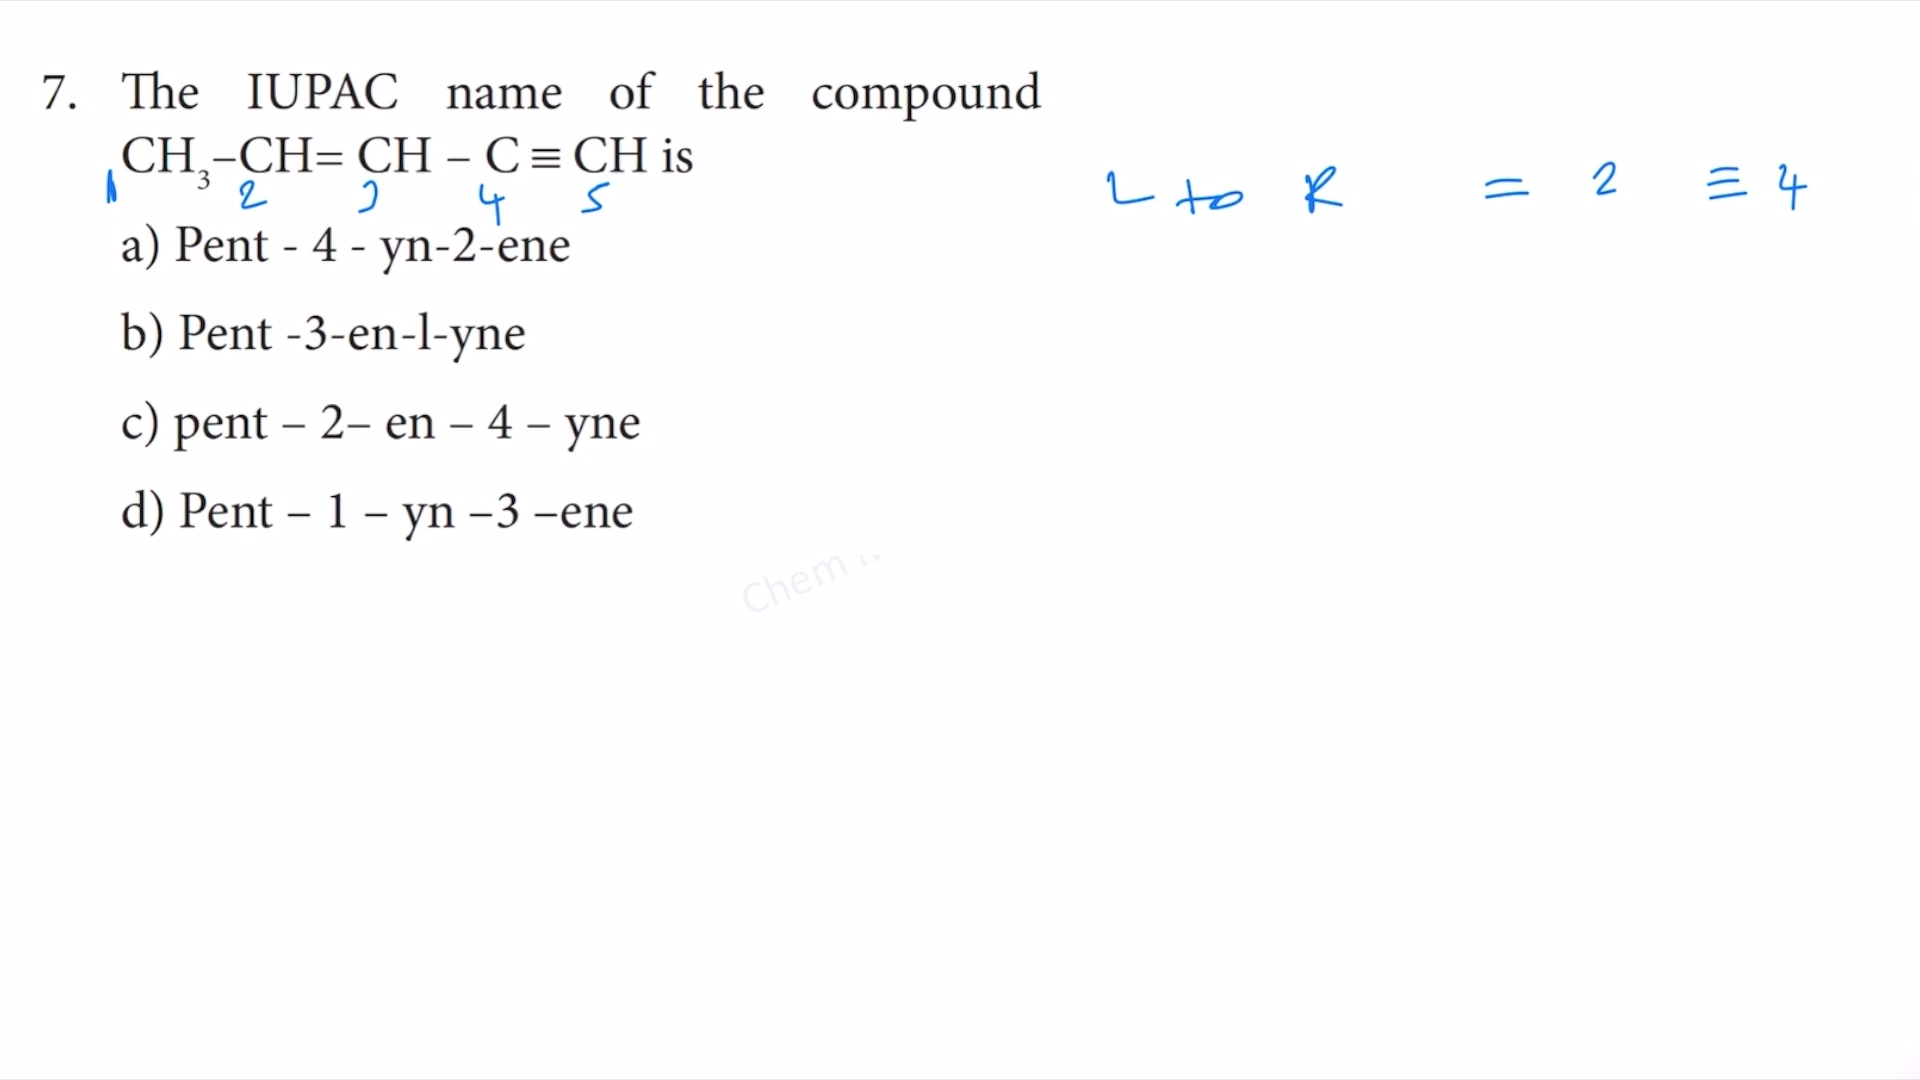 7. The IUPAC name of the compound
CH₃–CH= CH – C ≡ CH is
1 2 3 4 5
L to R = 2 ≡ 4
a) Pent - 4 - yn-2-ene
b) Pent -3-en-l-yne
c) pent – 2– en – 4 – yne
d) Pent – 1 – yn –3 –ene
Chem